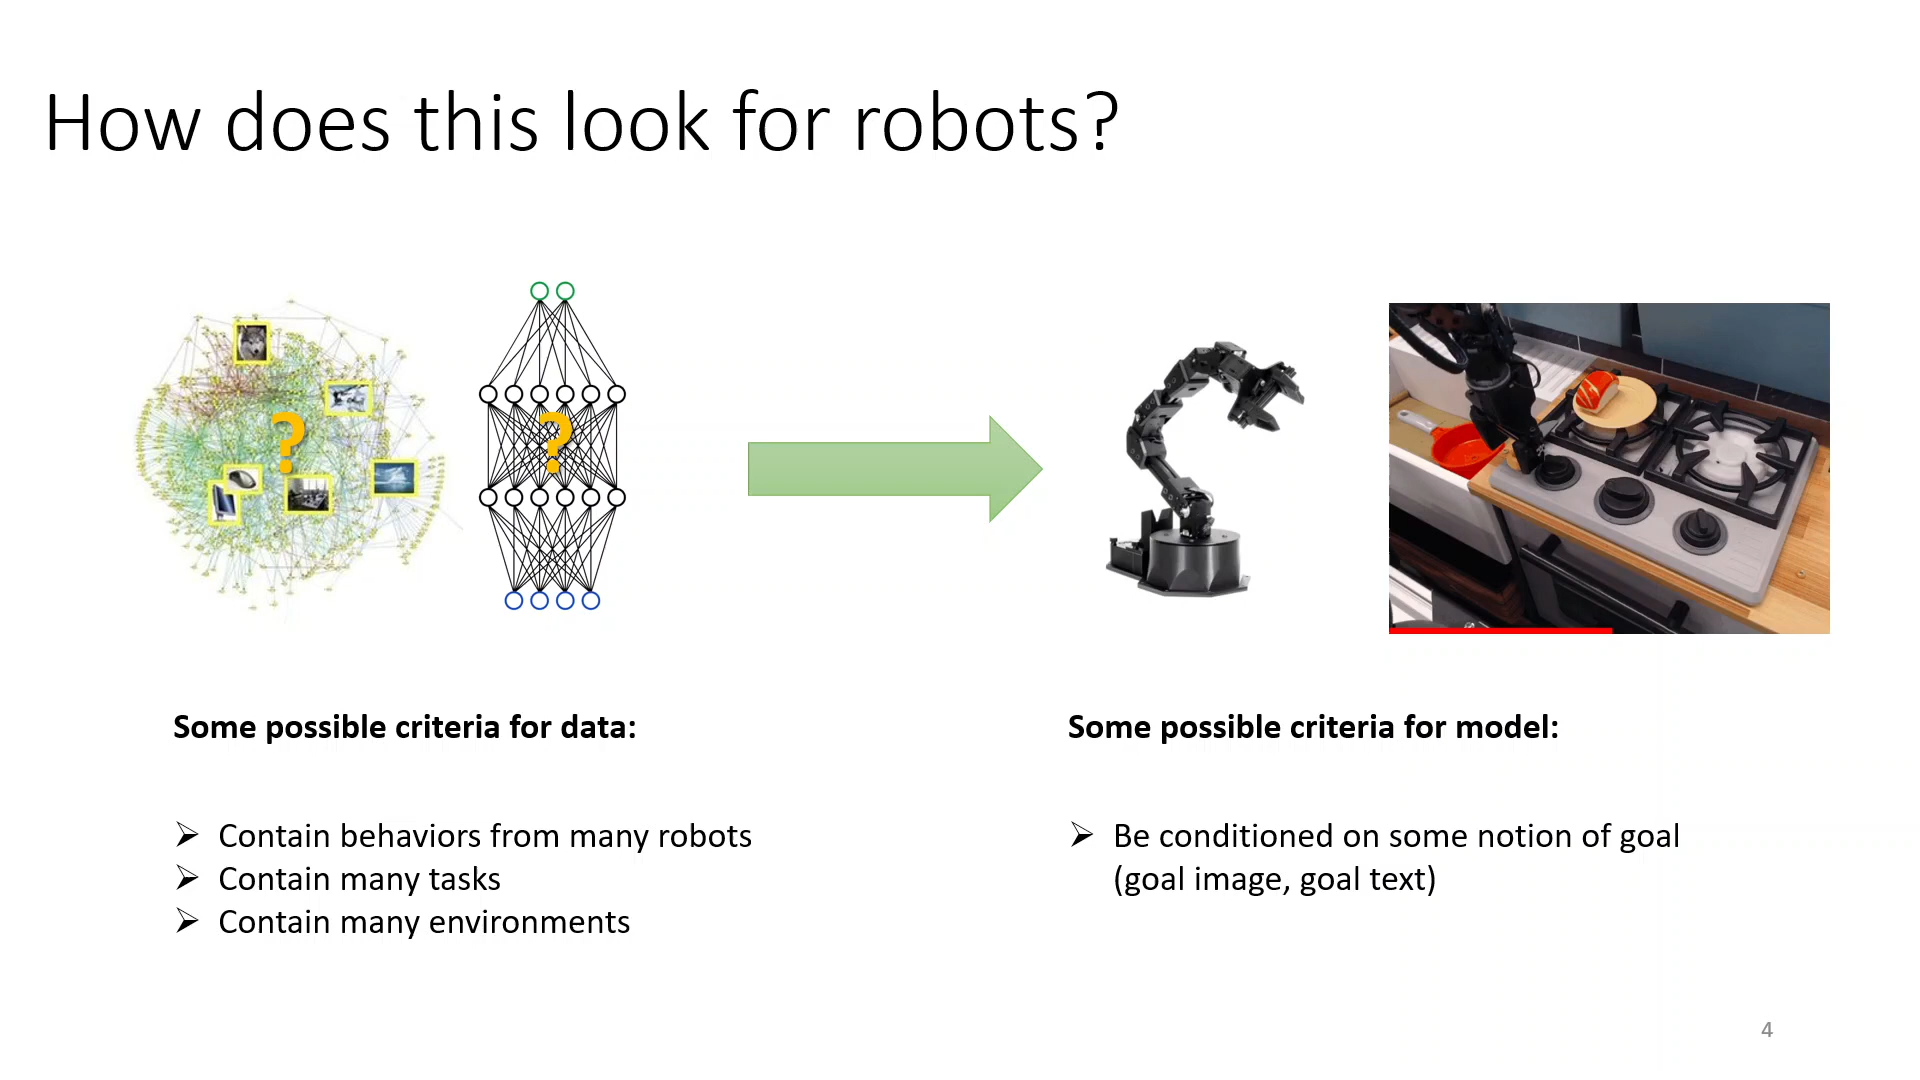 How does this look for robots?
?
?
Some possible criteria for data:
➢ Contain behaviors from many robots
➢ Contain many tasks
➢ Contain many environments
Some possible criteria for model:
➢ Be conditioned on some notion of goal
(goal image, goal text)
4